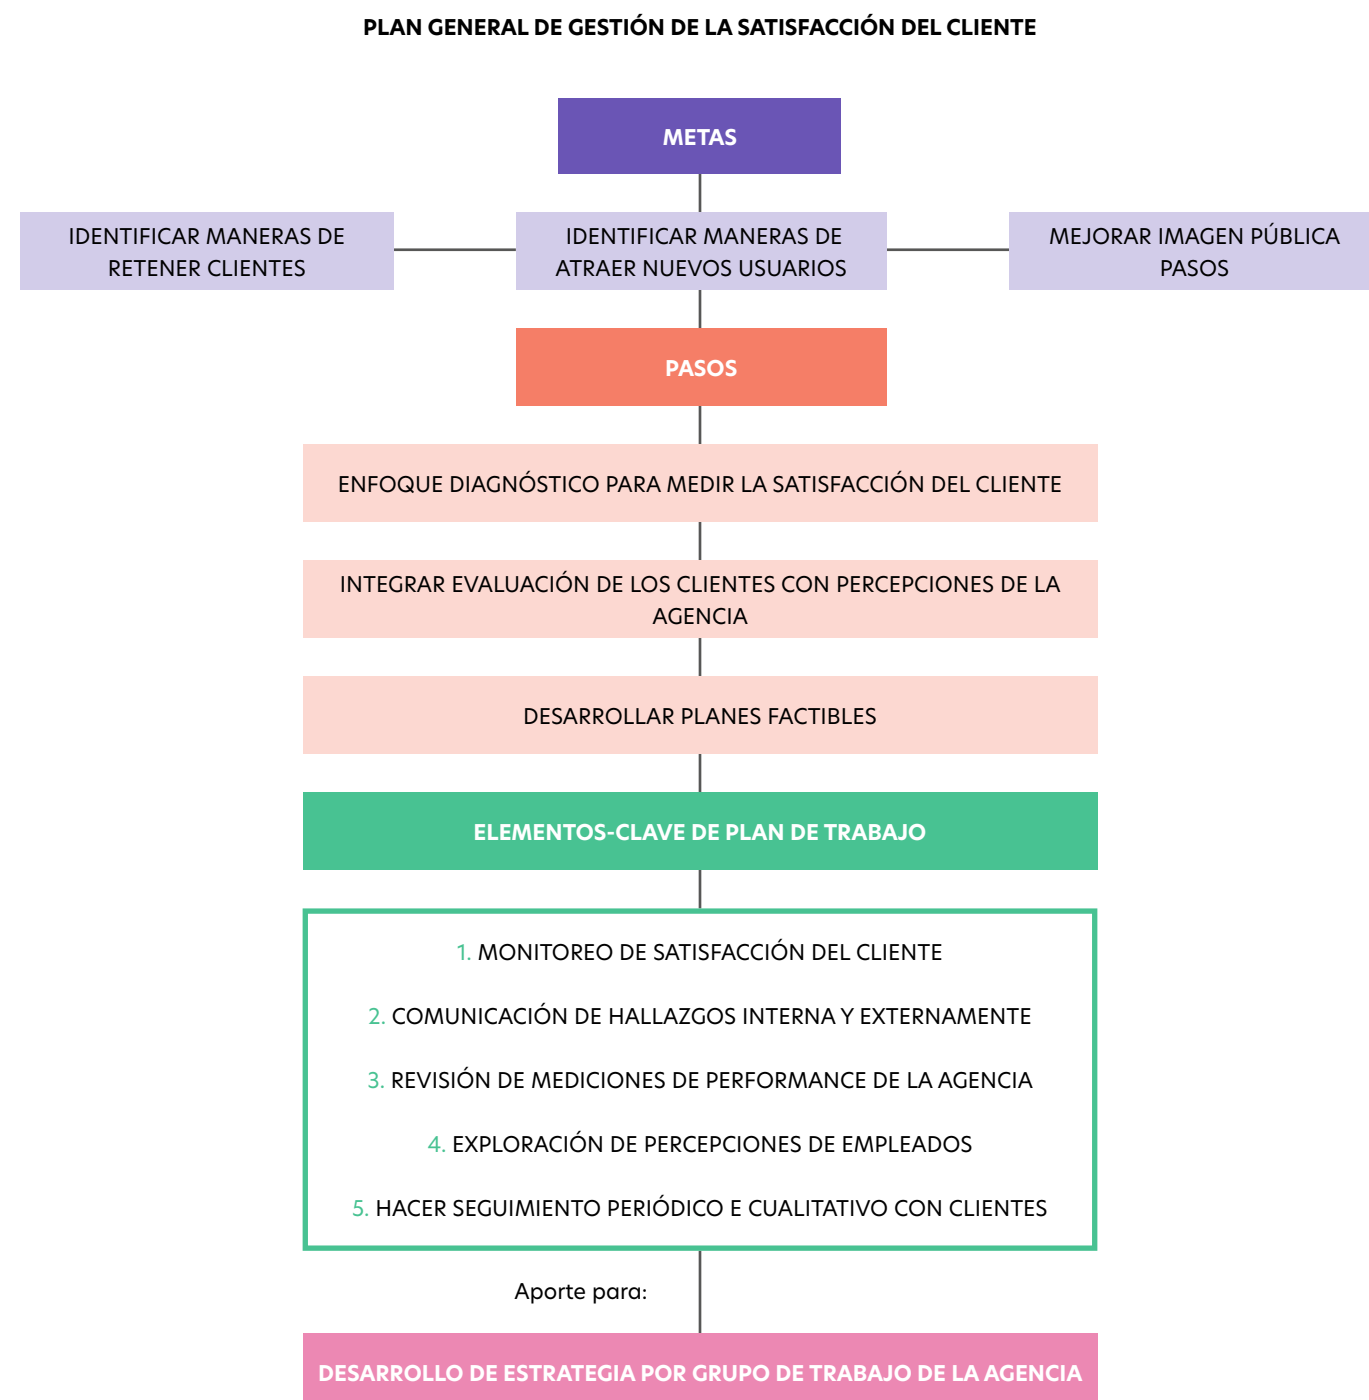 PLAN GENERAL DE GESTIÓN DE LA SATISFACCIÓN DEL CLIENTE
METAS
IDENTIFICAR MANERAS DE
RETENER CLIENTES
IDENTIFICAR MANERAS DE
ATRAER NUEVOS USUARIOS
MEJORAR IMAGEN PÚBLICA
PASOS
PASOS
ENFOQUE DIAGNÓSTICO PARA MEDIR LA SATISFACCIÓN DEL CLIENTE
INTEGRAR EVALUACIÓN DE LOS CLIENTES CON PERCEPCIONES DE LA
AGENCIA
DESARROLLAR PLANES FACTIBLES
ELEMENTOS-CLAVE DE PLAN DE TRABAJO
1. MONITOREO DE SATISFACCIÓN DEL CLIENTE
2. COMUNICACIÓN DE HALLAZGOS INTERNA Y EXTERNAMENTE
3. REVISIÓN DE MEDICIONES DE PERFORMANCE DE LA AGENCIA
4. EXPLORACIÓN DE PERCEPCIONES DE EMPLEADOS
5. HACER SEGUIMIENTO PERIÓDICO E CUALITATIVO CON CLIENTES
Aporte para:
DESARROLLO DE ESTRATEGIA POR GRUPO DE TRABAJO DE LA AGENCIA